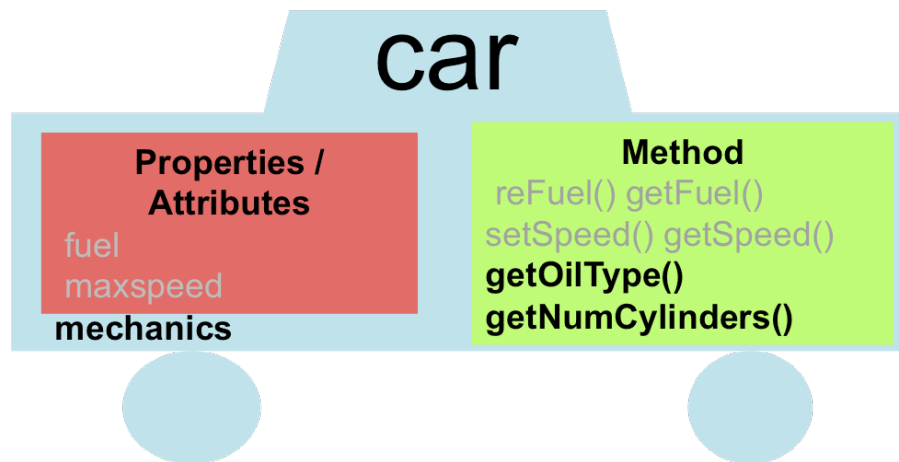 car
Properties /
Attributes
fuel
maxspeed
mechanics
Method
reFuel() getFuel()
setSpeed() getSpeed()
getOilType()
getNumCylinders()